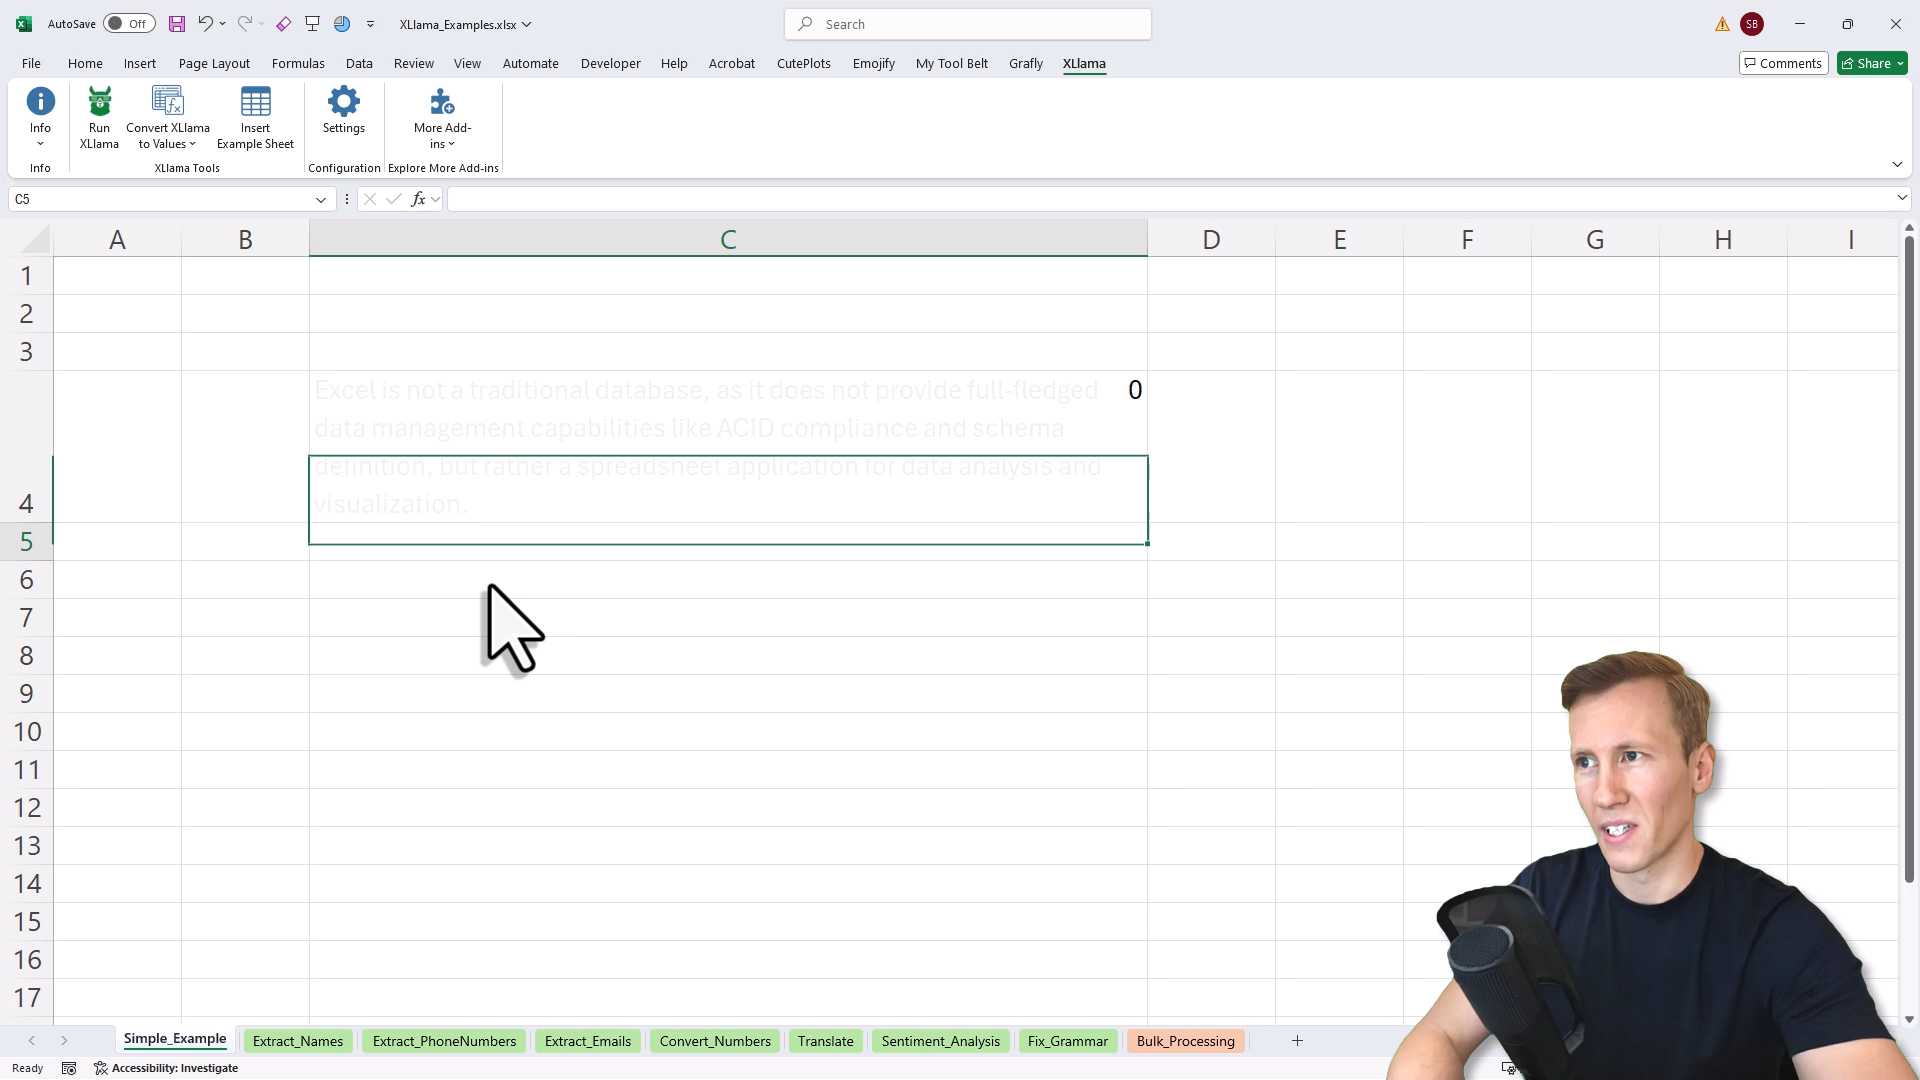 AutoSave Off XLlama_Examples.xlsx Search SB
File Home Insert Page Layout Formulas Data Review View Automate Developer Help Acrobat CutePlots Emojify My Tool Belt Grafly XLlama Comments Share
Info Run XLlama Convert XLlama to Values Insert Example Sheet Settings More Add-ins
Info XLlama Tools Configuration Explore More Add-ins
C5 fx
A B C D E F G H I
1
2
3
Excel is not a traditional database, as it does not provide full-fledged 0
data management capabilities like ACID compliance and schema
definition, but rather a spreadsheet application for data analysis and
4 visualization.
5
6
7
8
9
10
11
12
13
14
15
16
17
Simple_Example Extract_Names Extract_PhoneNumbers Extract_Emails Convert_Numbers Translate Sentiment_Analysis Fix_Grammar Bulk_Processing
Ready Accessibility: Investigate